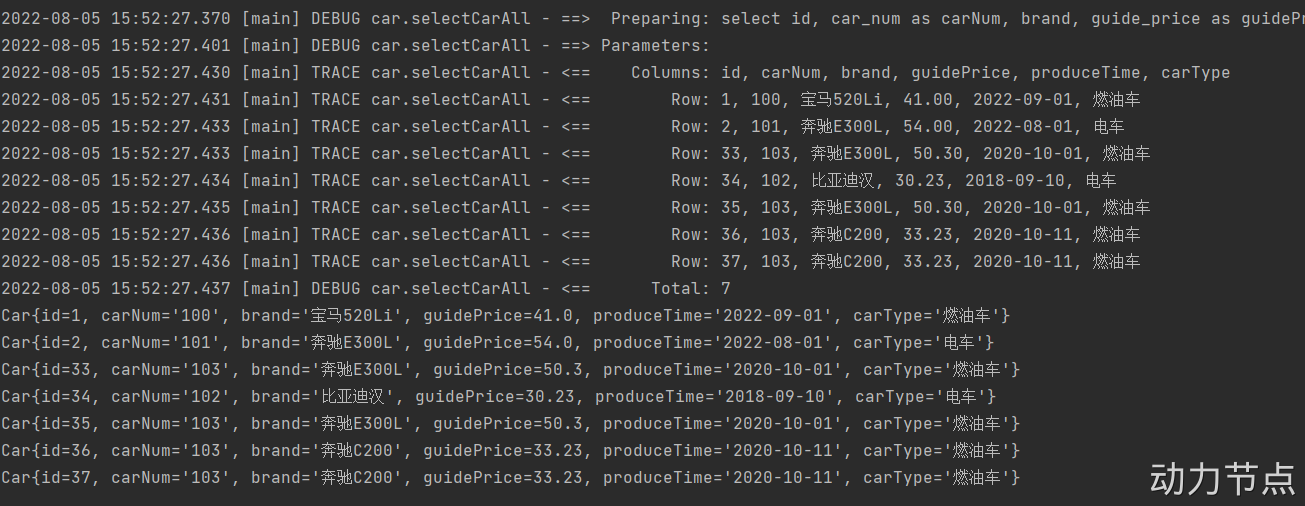 2022-08-05 15:52:27.370 [main] DEBUG car.selectCarAll - ==>  Preparing: select id, car_num as carNum, brand, guide_price as guidePr
2022-08-05 15:52:27.401 [main] DEBUG car.selectCarAll - ==> Parameters:
2022-08-05 15:52:27.430 [main] TRACE car.selectCarAll - <==    Columns: id, carNum, brand, guidePrice, produceTime, carType
2022-08-05 15:52:27.431 [main] TRACE car.selectCarAll - <==        Row: 1, 100, 宝马520Li, 41.00, 2022-09-01, 燃油车
2022-08-05 15:52:27.433 [main] TRACE car.selectCarAll - <==        Row: 2, 101, 奔驰E300L, 54.00, 2022-08-01, 电车
2022-08-05 15:52:27.433 [main] TRACE car.selectCarAll - <==        Row: 33, 103, 奔驰E300L, 50.30, 2020-10-01, 燃油车
2022-08-05 15:52:27.434 [main] TRACE car.selectCarAll - <==        Row: 34, 102, 比亚迪汉, 30.23, 2018-09-10, 电车
2022-08-05 15:52:27.435 [main] TRACE car.selectCarAll - <==        Row: 35, 103, 奔驰E300L, 50.30, 2020-10-01, 燃油车
2022-08-05 15:52:27.436 [main] TRACE car.selectCarAll - <==        Row: 36, 103, 奔驰C200, 33.23, 2020-10-11, 燃油车
2022-08-05 15:52:27.436 [main] TRACE car.selectCarAll - <==        Row: 37, 103, 奔驰C200, 33.23, 2020-10-11, 燃油车
2022-08-05 15:52:27.437 [main] DEBUG car.selectCarAll - <==      Total: 7
Car{id=1, carNum='100', brand='宝马520Li', guidePrice=41.0, produceTime='2022-09-01', carType='燃油车'}
Car{id=2, carNum='101', brand='奔驰E300L', guidePrice=54.0, produceTime='2022-08-01', carType='电车'}
Car{id=33, carNum='103', brand='奔驰E300L', guidePrice=50.3, produceTime='2020-10-01', carType='燃油车'}
Car{id=34, carNum='102', brand='比亚迪汉', guidePrice=30.23, produceTime='2018-09-10', carType='电车'}
Car{id=35, carNum='103', brand='奔驰E300L', guidePrice=50.3, produceTime='2020-10-01', carType='燃油车'}
Car{id=36, carNum='103', brand='奔驰C200', guidePrice=33.23, produceTime='2020-10-11', carType='燃油车'}
Car{id=37, carNum='103', brand='奔驰C200', guidePrice=33.23, produceTime='2020-10-11', carType='燃油车'}
动力节点